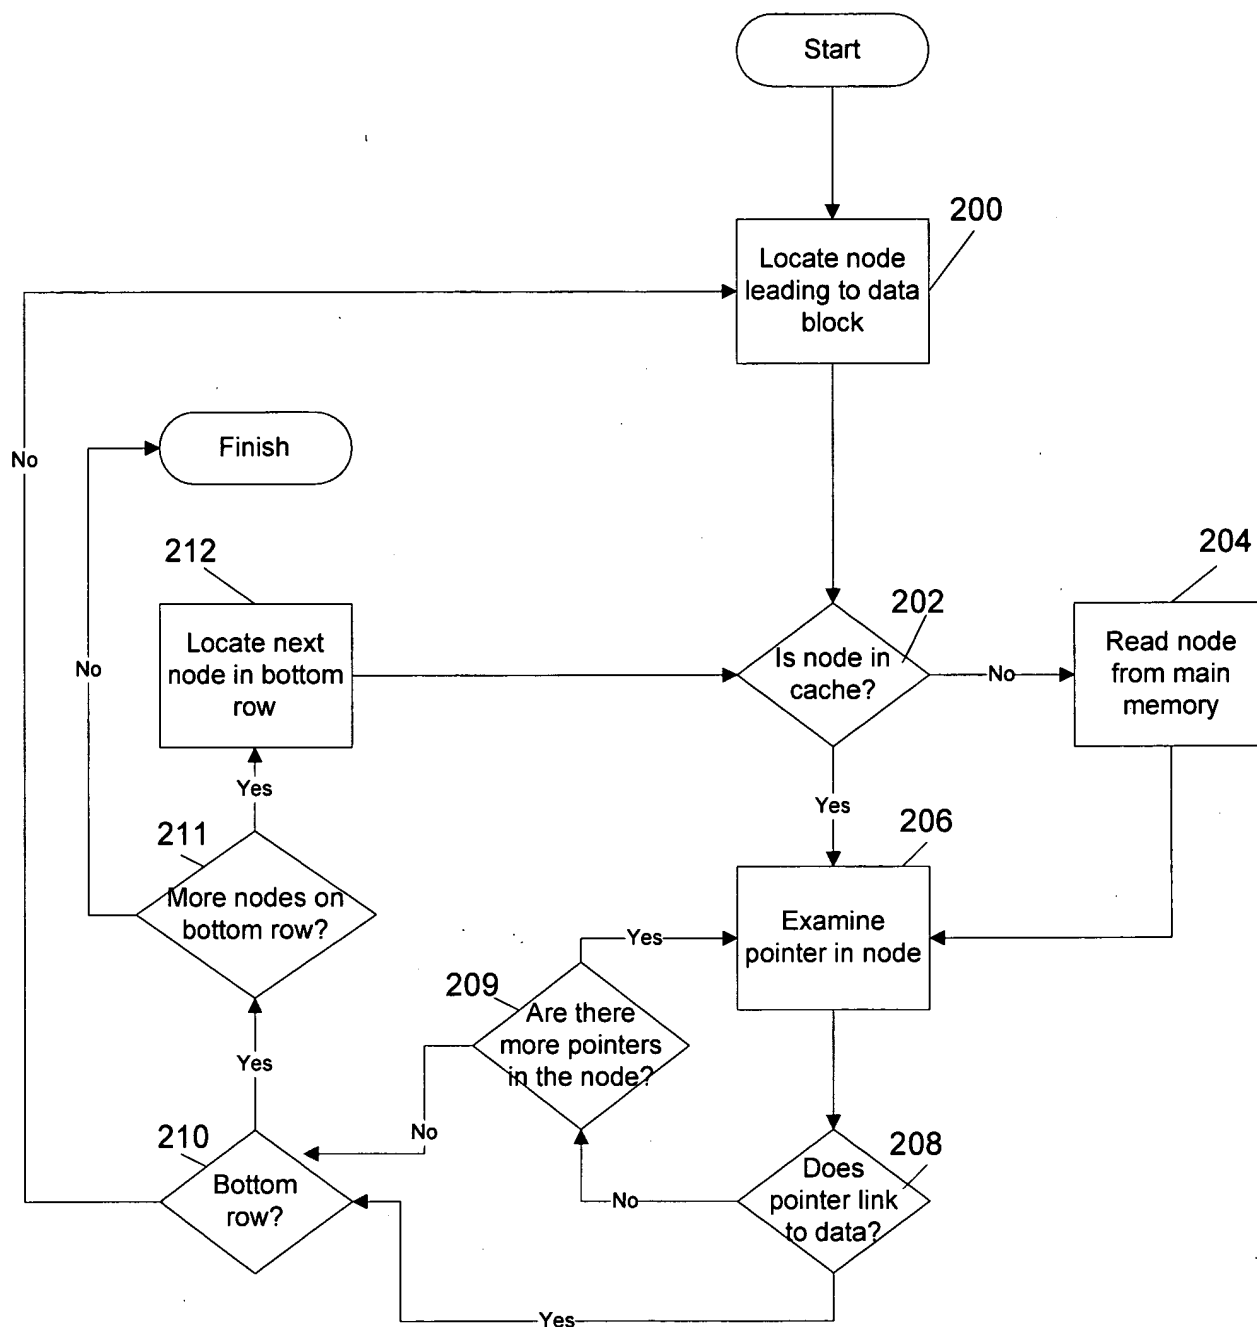 Start
200
Locate node
leading to data
block
No
Finish
212
Locate next
node in bottom
row
No
202
Is node in
cache?
No
204
Read node
from main
memory
Yes
Yes
211
More nodes on
bottom row?
206
Examine
pointer in node
Yes
209
Are there
more pointers
in the node?
Yes
No
210
Bottom
row?
208
Does
pointer link
to data?
No
Yes